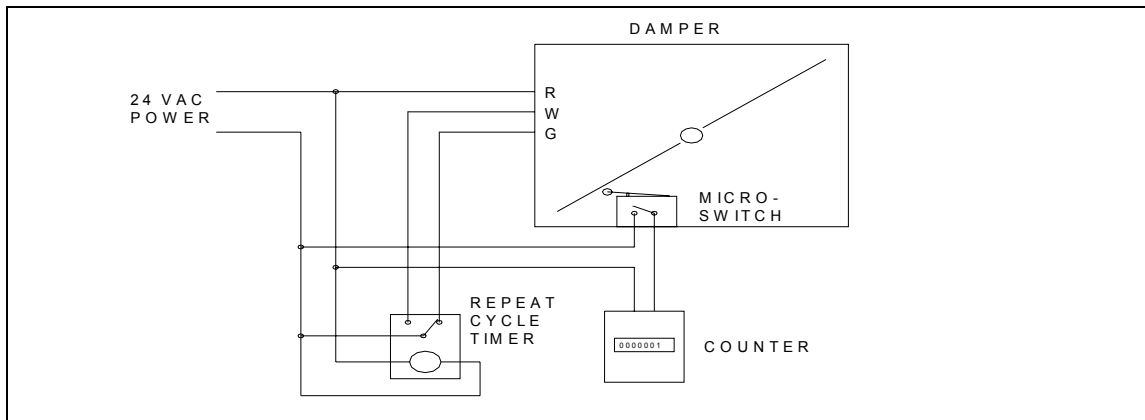 DAMPER
24 VAC
POWER
R
W
G
MICRO-
SWITCH
REPEAT
CYCLE
TIMER
0000001
COUNTER